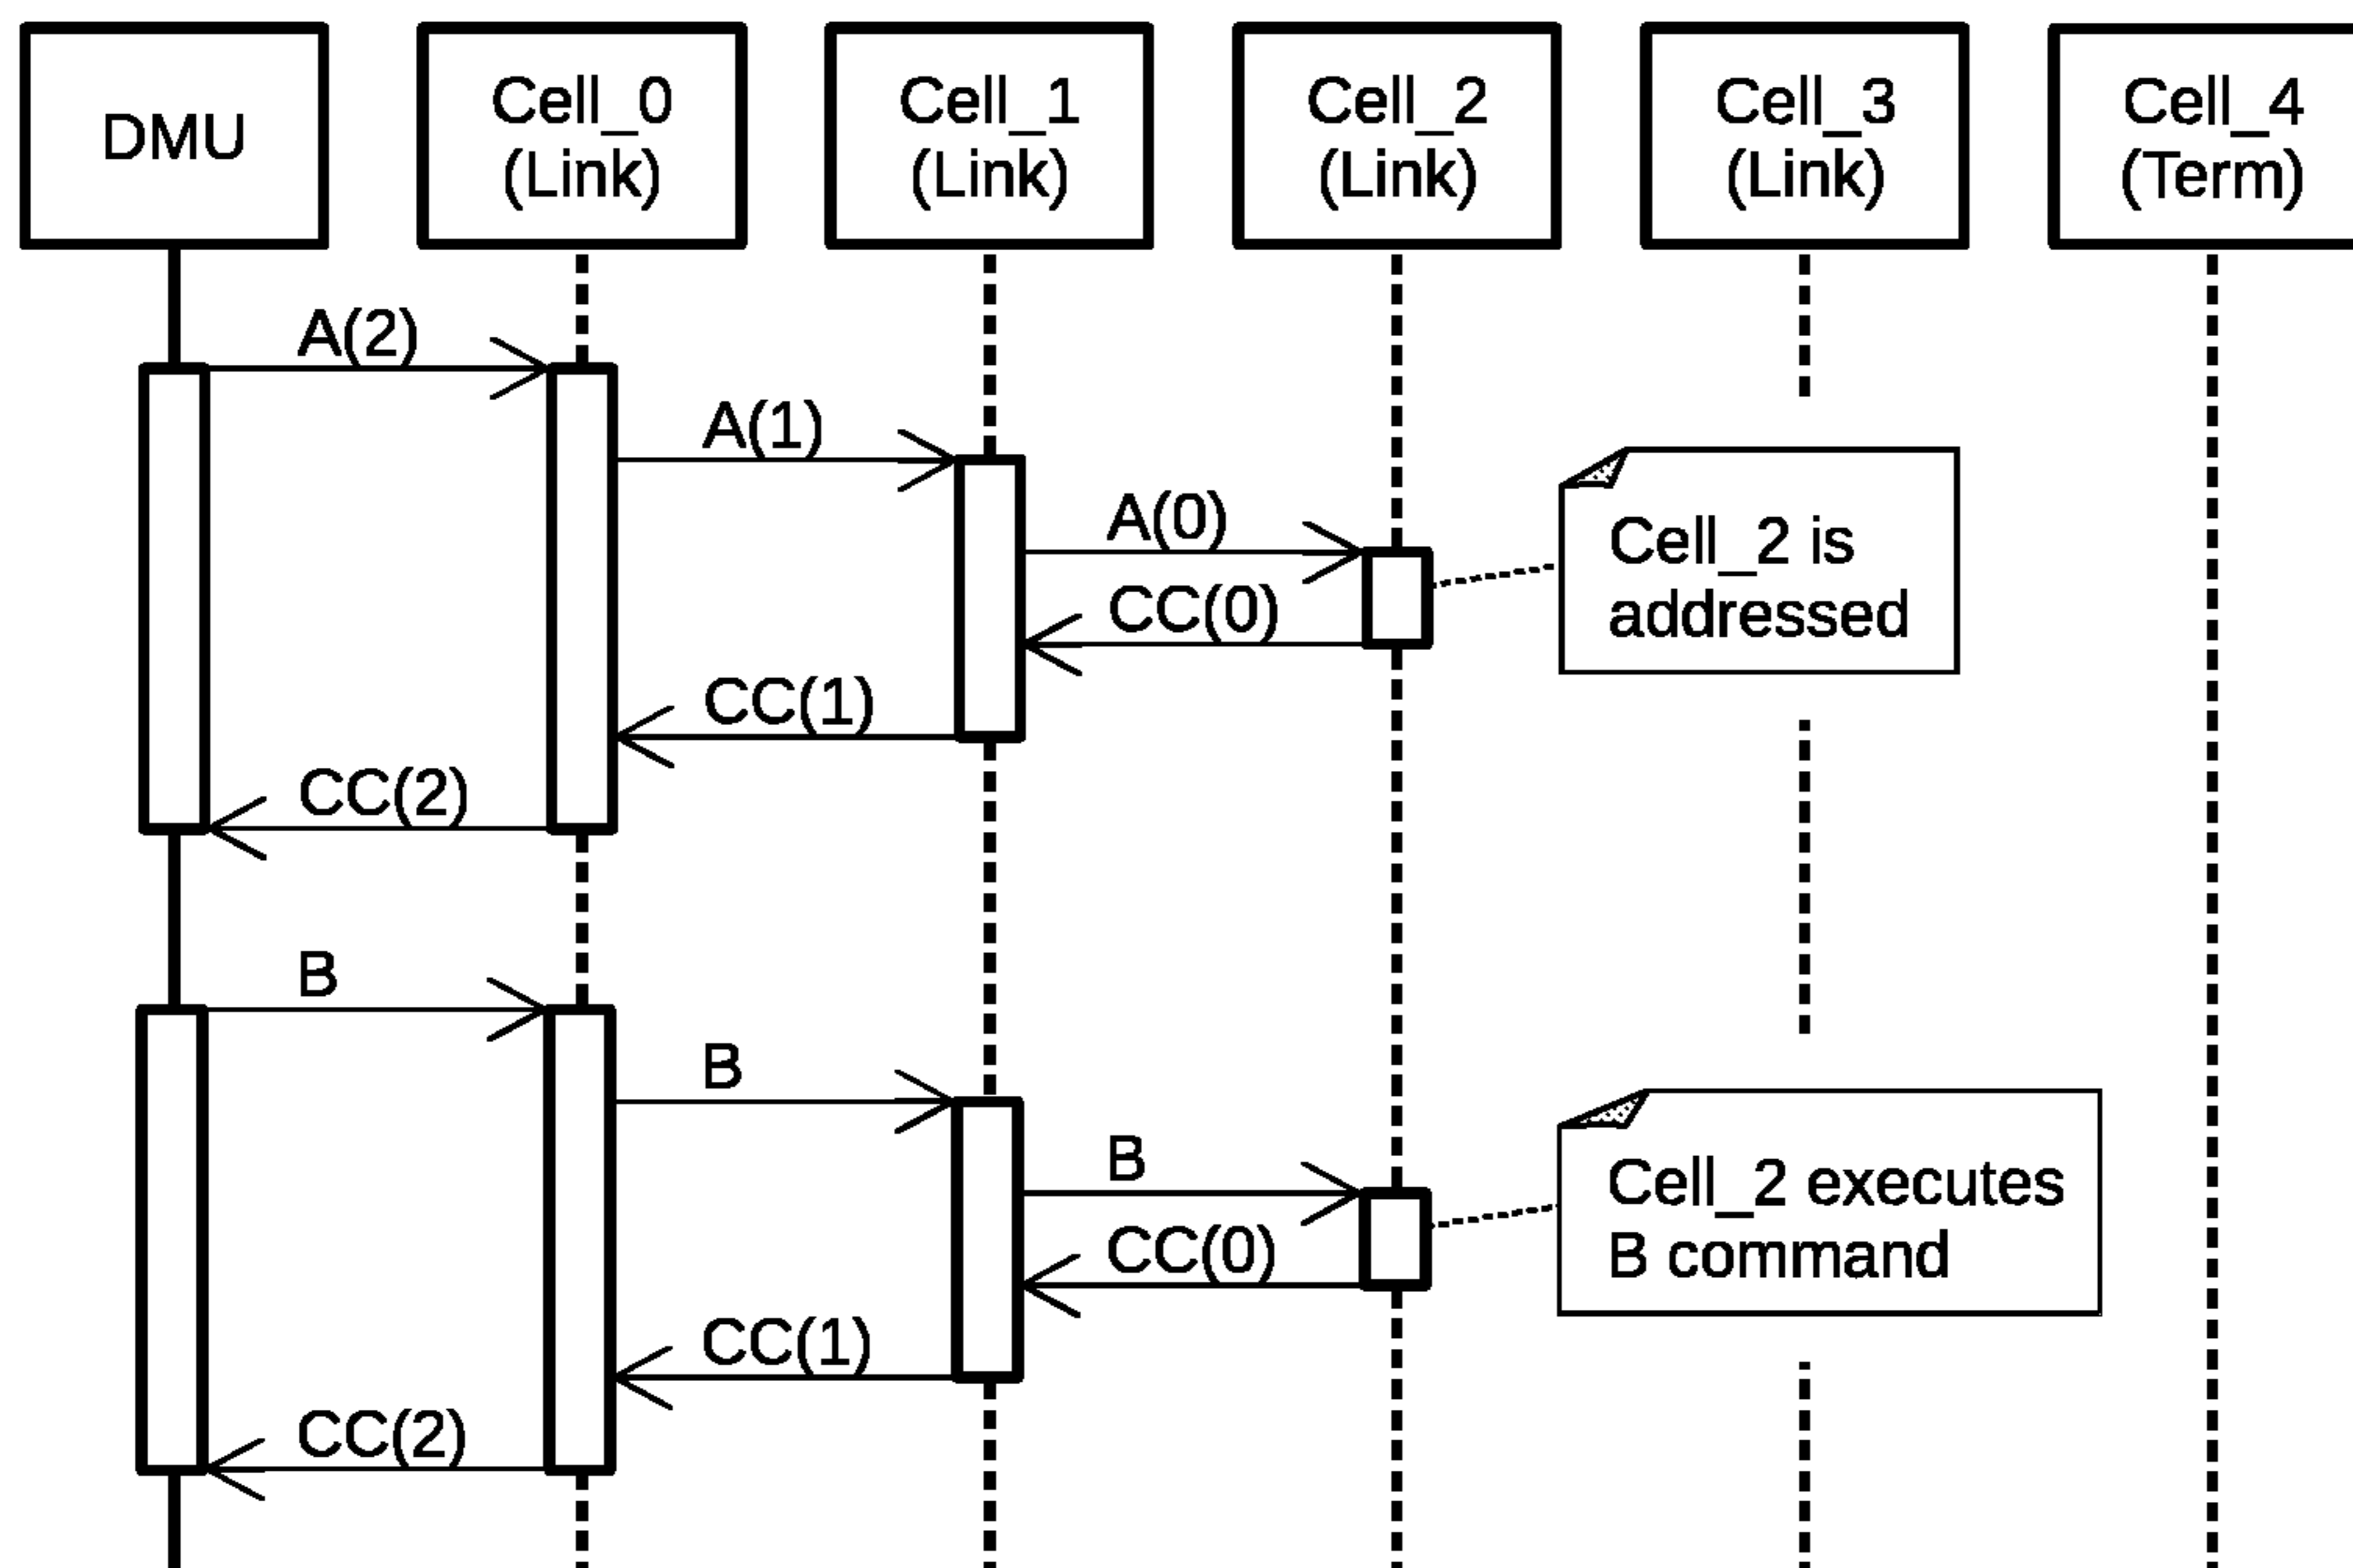 DMU
Cell_0
(Link)
Cell_1
(Link)
Cell_2
(Link)
Cell_3
(Link)
Cell_4
(Term)
A(2)
A(1)
A(0)
Cell_2 is
addressed
CC(0)
CC(1)
CC(2)
B
B
B
Cell_2 executes
B command
CC(0)
CC(1)
CC(2)